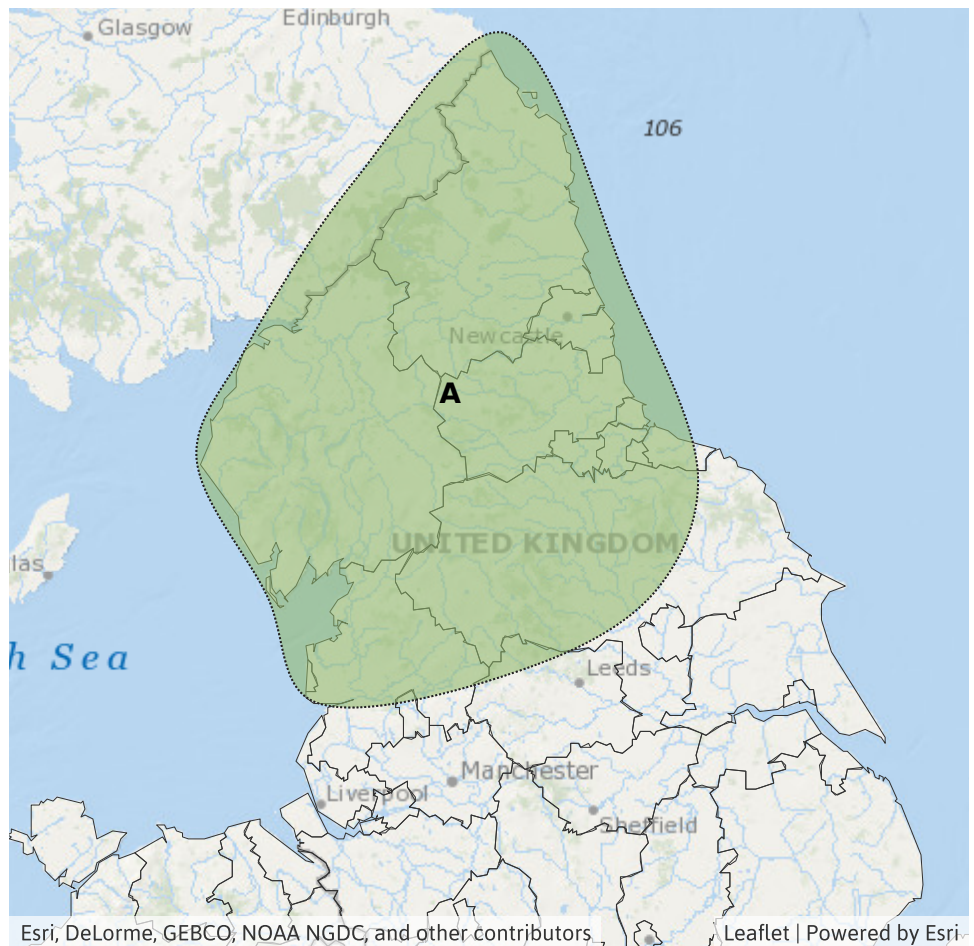 Edinburgh
Glasgow
106
Newcastle
A
UNITED KINGDOM
las
h Sea
Leeds
Manchester
Liverpool
Sheffield
Esri, DeLorme, GEBCO, NOAA NGDC, and other contributors
Leaflet | Powered by Esri